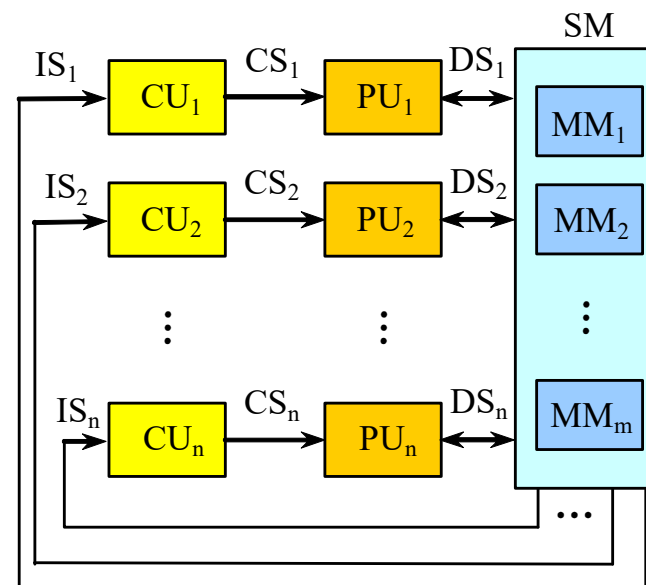 SM
IS₁ CS₁ DS₁
CU₁ PU₁ MM₁
IS₂ CS₂ DS₂
CU₂ PU₂ MM₂
⋮ ⋮ ⋮
ISₙ CSₙ DSₙ
CUₙ PUₙ MMₘ
...